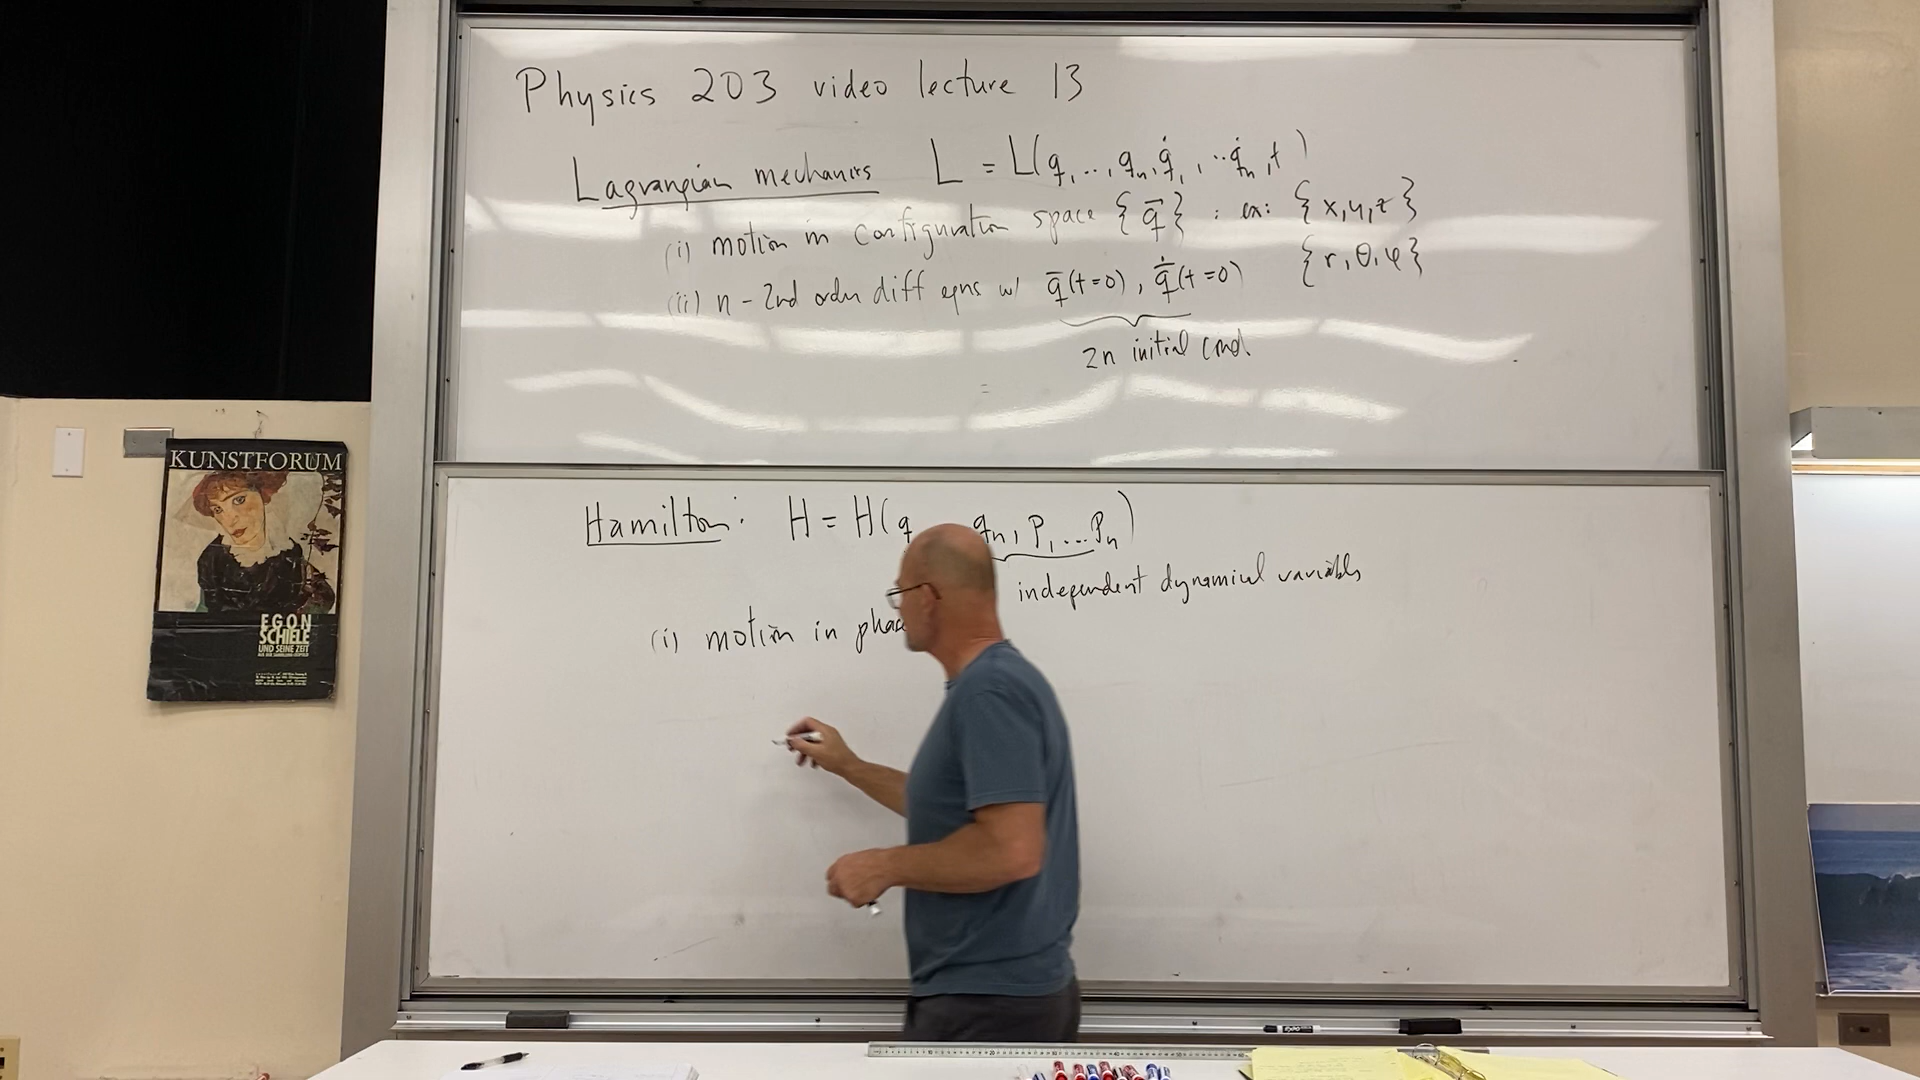 Physics 203 video lecture 13
Lagrangian mechanics L = L(q₁..., qₙ, q̇₁, ..q̇ₙ, t)
(i) motion in configuration space {q̄} : ex: {x,y,z}
{r,θ,φ}
(ii) n - 2nd order diff eqns w/ q̄(t=0), q̄̇(t=0)
2n initial cond.
=
Hamilton: H = H(q qₙ, p₁...pₙ)
independent dynamical variables
(i) motion in phase
KUNSTFORUM
EGON
SCHIELE
UND SEINE ZEIT
EXPO